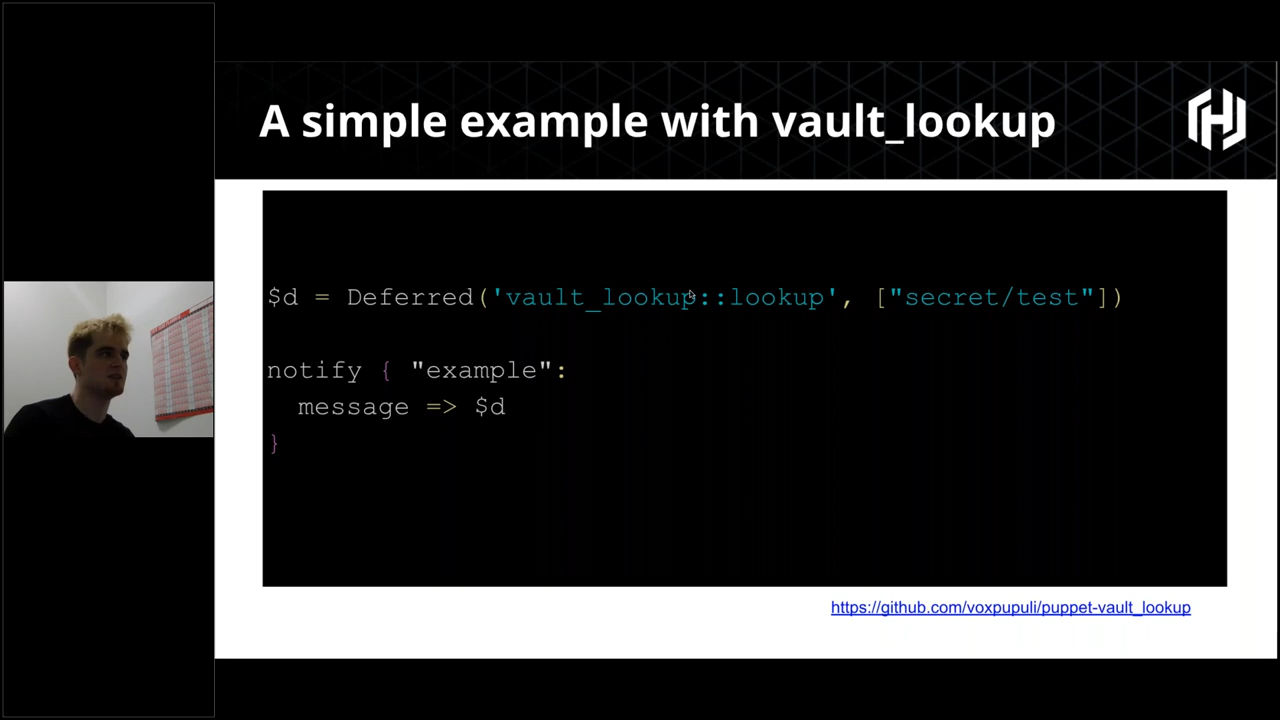 A simple example with vault_lookup
$d = Deferred('vault_lookup::lookup', ["secret/test"])
notify { "example":
message => $d
}
https://github.com/voxpupuli/puppet-vault_lookup